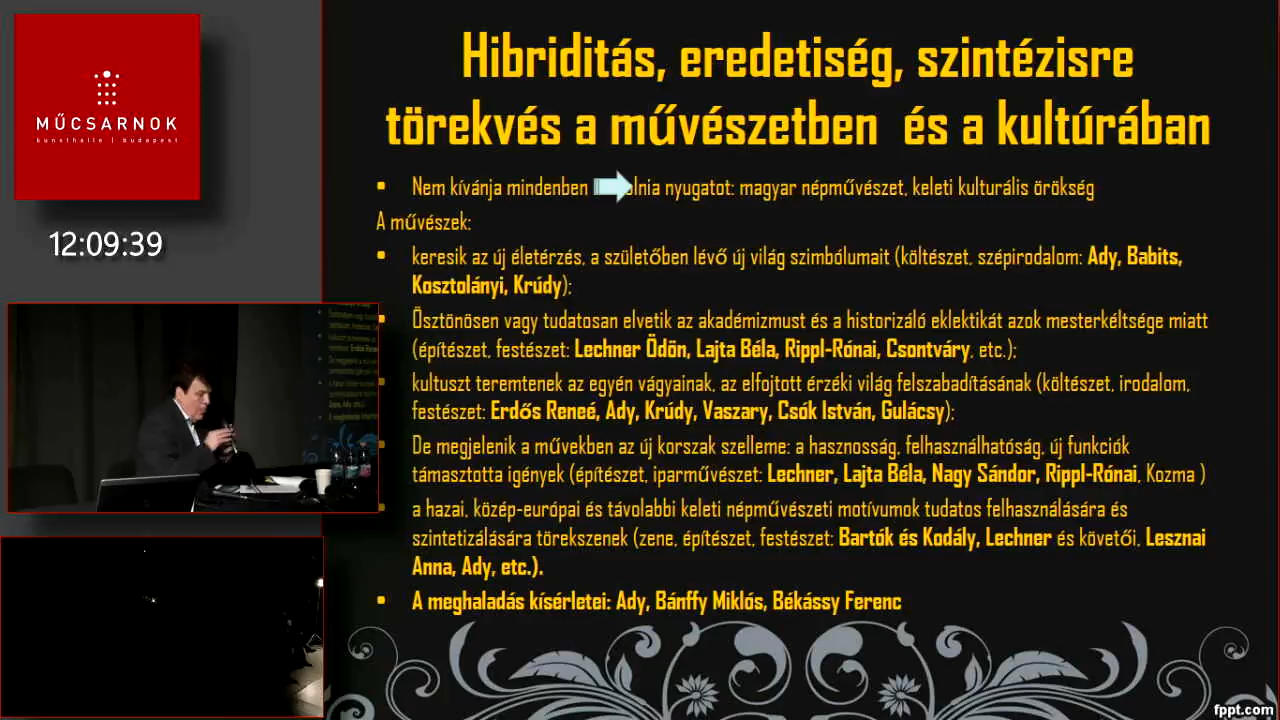 MŰCSARNOK
kunsthalle | budapest
12:09:39
Hibriditás, eredetiség, szintézisre
törekvés a művészetben és a kultúrában
Nem kívánja mindenben olnia nyugatot: magyar népművészet, keleti kulturális örökség
A művészek:
keresik az új életérzés, a születőben lévő új világ szimbólumait (költészet, szépirodalom: Ady, Babits,
Kosztolányi, Krúdy);
Ösztönösen vagy tudatosan elvetik az akadémizmust és a historizáló eklektikát azok mesterkéltsége miatt
(építészet, festészet: Lechner Ödön, Lajta Béla, Rippl-Rónai, Csontváry, etc.);
kultuszt teremtenek az egyén vágyainak, az elfojtott érzéki világ felszabadításának (költészet, irodalom,
festészet: Erdős Reneé, Ady, Krúdy, Vaszary, Csók István, Gulácsy);
De megjelenik a művekben az új korszak szelleme: a hasznosság, felhasználhatóság, új funkciók
támasztotta igények (építészet, iparművészet: Lechner, Lajta Béla, Nagy Sándor, Rippl-Rónai, Kozma )
a hazai, közép-európai és távolabbi keleti népművészeti motívumok tudatos felhasználására és
szintetizálására törekszenek (zene, építészet, festészet: Bartók és Kodály, Lechner és követői, Lesznai
Anna, Ady, etc.).
A meghaladás kísérletei: Ady, Bánffy Miklós, Békássy Ferenc
fppt.com